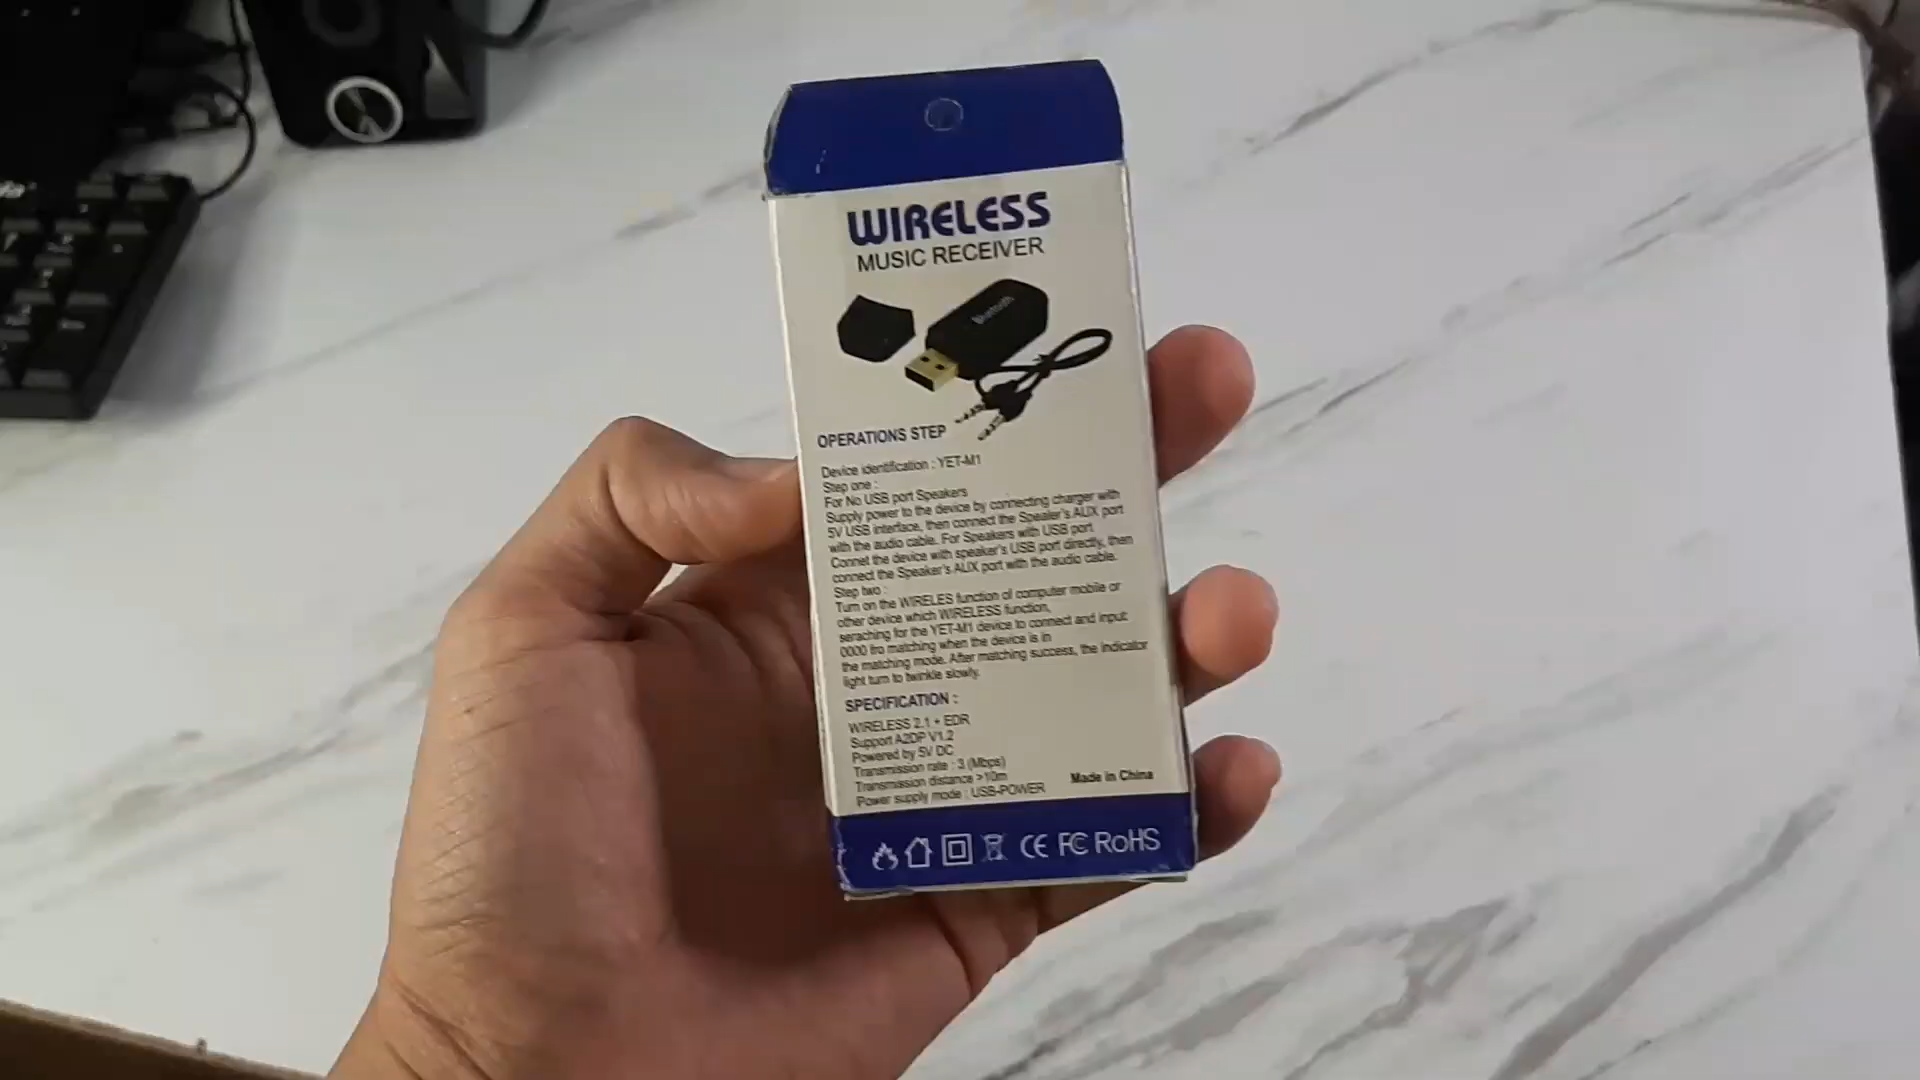 WIRELESS
MUSIC RECEIVER
Bluetooth
OPERATIONS STEP
Device identification : YET-M1
Step one :
For No USB port Speakers
Supply power to the device by connecting charger with
5V USB interface, then connect the Spealer's AUX port
with the audio cable. For Speakers with USB port
Connet the device with speaker's USB port directly, then
connect the Speaker's AUX port with the audio cable.
Step two :
Turn on the WIRELES function of computer mobile or
other device which WIRELESS function,
seraching for the YET-M1 device to connect and input
0000 fro matching when the device is in
the matching mode. After matching success, the indicator
light turn to twinkle slowly.
SPECIFICATION :
WIRELESS 2.1 + EDR
Support A2DP V1.2
Powered by 5V DC
Transmission rate : 3 (Mbps)
Transmission distance >10m
Power supply mode : USB-POWER
Made in China
CE FC RoHS